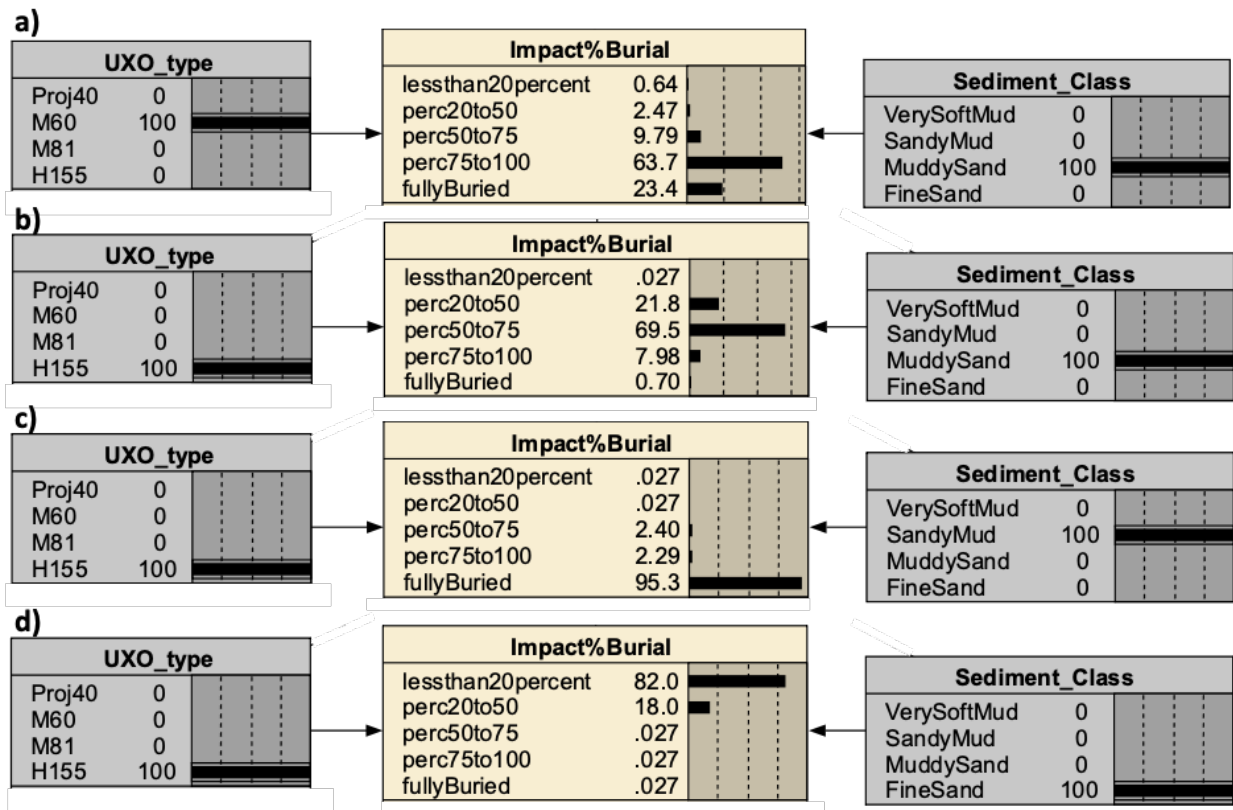 a)
UXO_type
Proj40 0
M60 100
M81 0
H155 0
Impact%Burial
lessthan20percent 0.64
perc20to50 2.47
perc50to75 9.79
perc75to100 63.7
fullyBuried 23.4
Sediment_Class
VerySoftMud 0
SandyMud 0
MuddySand 100
FineSand 0
b)
UXO_type
Proj40 0
M60 0
M81 0
H155 100
Impact%Burial
lessthan20percent .027
perc20to50 21.8
perc50to75 69.5
perc75to100 7.98
fullyBuried 0.70
Sediment_Class
VerySoftMud 0
SandyMud 0
MuddySand 100
FineSand 0
c)
UXO_type
Proj40 0
M60 0
M81 0
H155 100
Impact%Burial
lessthan20percent .027
perc20to50 .027
perc50to75 2.40
perc75to100 2.29
fullyBuried 95.3
Sediment_Class
VerySoftMud 0
SandyMud 100
MuddySand 0
FineSand 0
d)
UXO_type
Proj40 0
M60 0
M81 0
H155 100
Impact%Burial
lessthan20percent 82.0
perc20to50 18.0
perc50to75 .027
perc75to100 .027
fullyBuried .027
Sediment_Class
VerySoftMud 0
SandyMud 0
MuddySand 0
FineSand 100